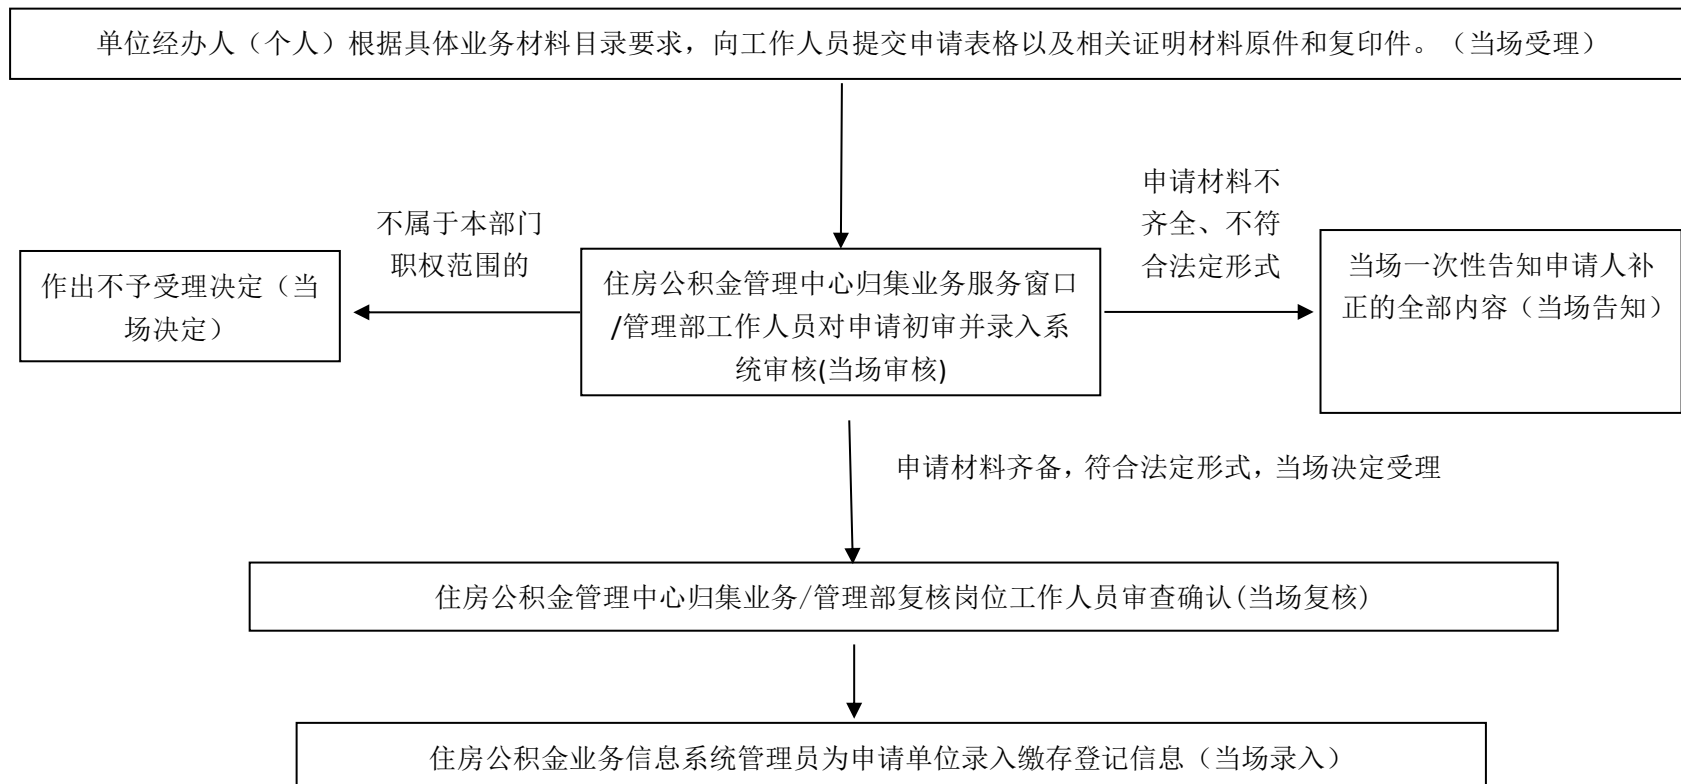 单位经办人（个人）根据具体业务材料目录要求，向工作人员提交申请表格以及相关证明材料原件和复印件。（当场受理）
不属于本部门
职权范围的
申请材料不
齐全、不符
合法定形式
作出不予受理决定（当
场决定）
住房公积金管理中心归集业务服务窗口
/管理部工作人员对申请初审并录入系
统审核(当场审核)
当场一次性告知申请人补
正的全部内容（当场告知）
申请材料齐备，符合法定形式，当场决定受理
住房公积金管理中心归集业务/管理部复核岗位工作人员审查确认(当场复核)
住房公积金业务信息系统管理员为申请单位录入缴存登记信息（当场录入）